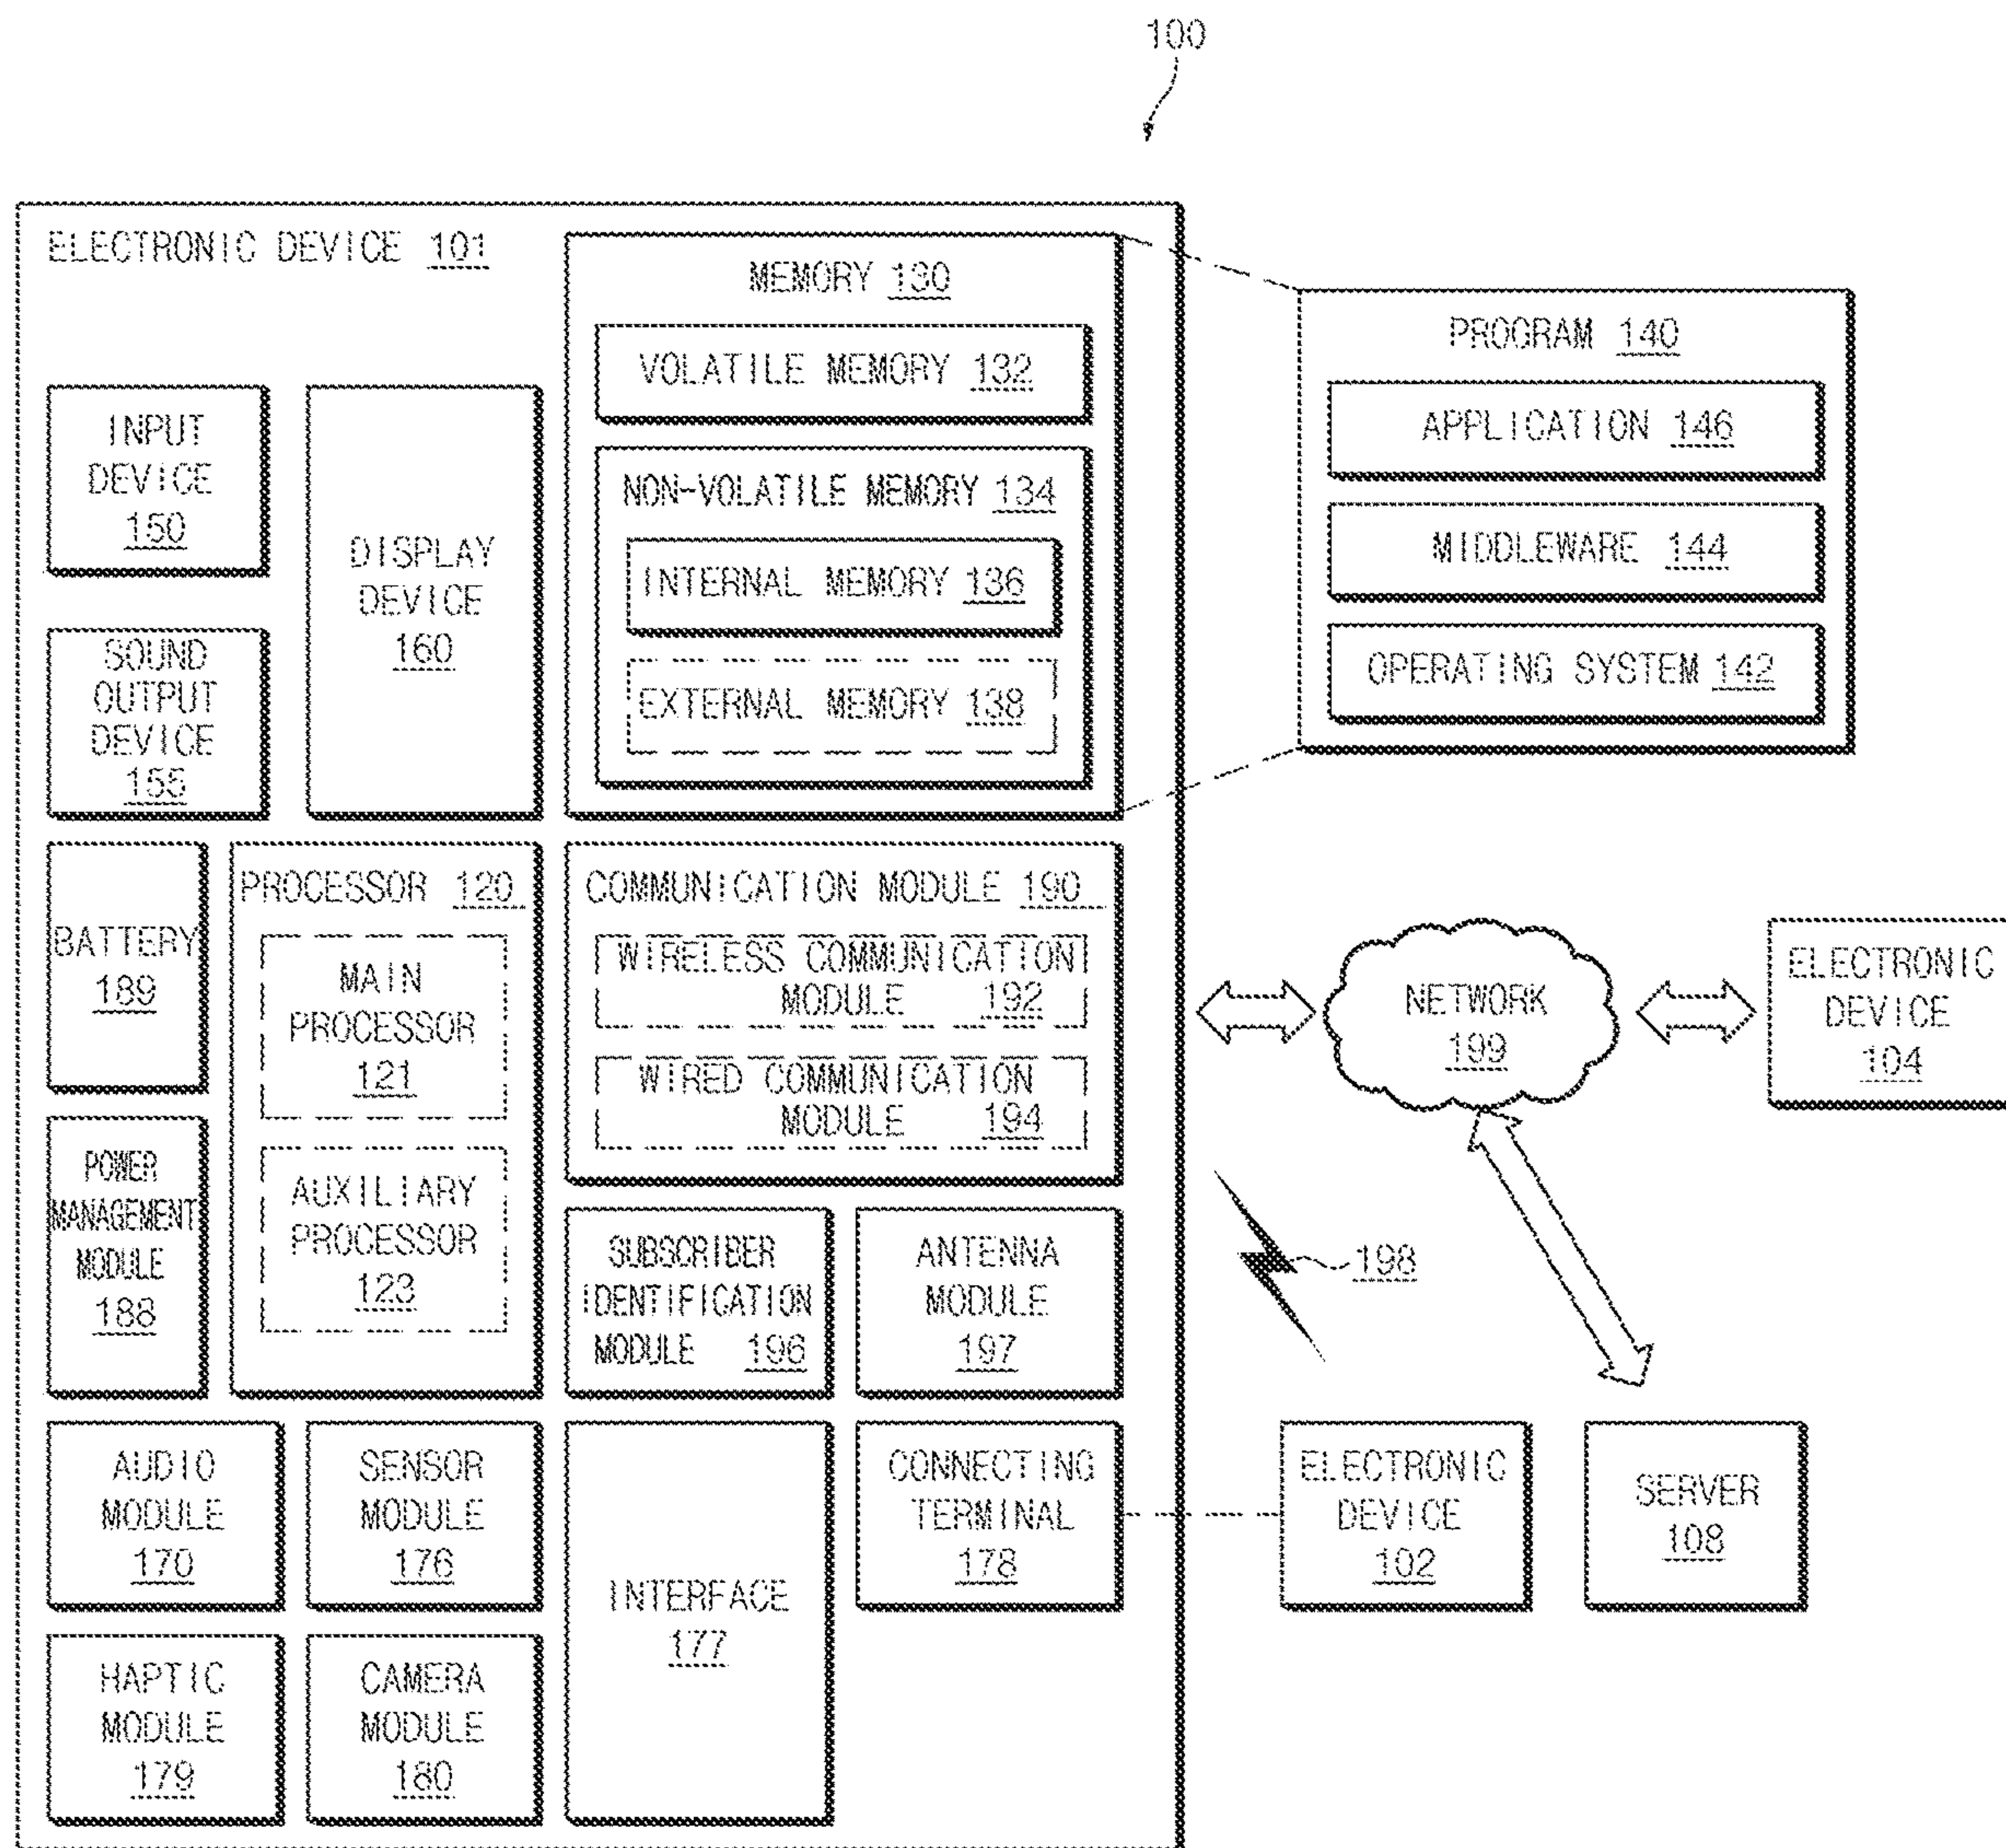 100
ELECTRONIC DEVICE 101
MEMORY 130
VOLATILE MEMORY 132
NON-VOLATILE MEMORY 134
INTERNAL MEMORY 136
EXTERNAL MEMORY 138
PROGRAM 140
APPLICATION 146
MIDDLEWARE 144
OPERATING SYSTEM 142
INPUT
DEVICE
150
SOUND
OUTPUT
DEVICE
155
DISPLAY
DEVICE
160
BATTERY
189
POWER
MANAGEMENT
MODULE
188
PROCESSOR 120
MAIN
PROCESSOR
121
AUXILIARY
PROCESSOR
123
COMMUNICATION MODULE 190
WIRELESS COMMUNICATION
MODULE 192
WIRED COMMUNICATION
MODULE 194
SUBSCRIBER
IDENTIFICATION
MODULE 196
ANTENNA
MODULE
197
NETWORK
199
ELECTRONIC
DEVICE
104
198
AUDIO
MODULE
170
SENSOR
MODULE
176
INTERFACE
177
CONNECTING
TERMINAL
178
ELECTRONIC
DEVICE
102
SERVER
108
HAPTIC
MODULE
179
CAMERA
MODULE
180